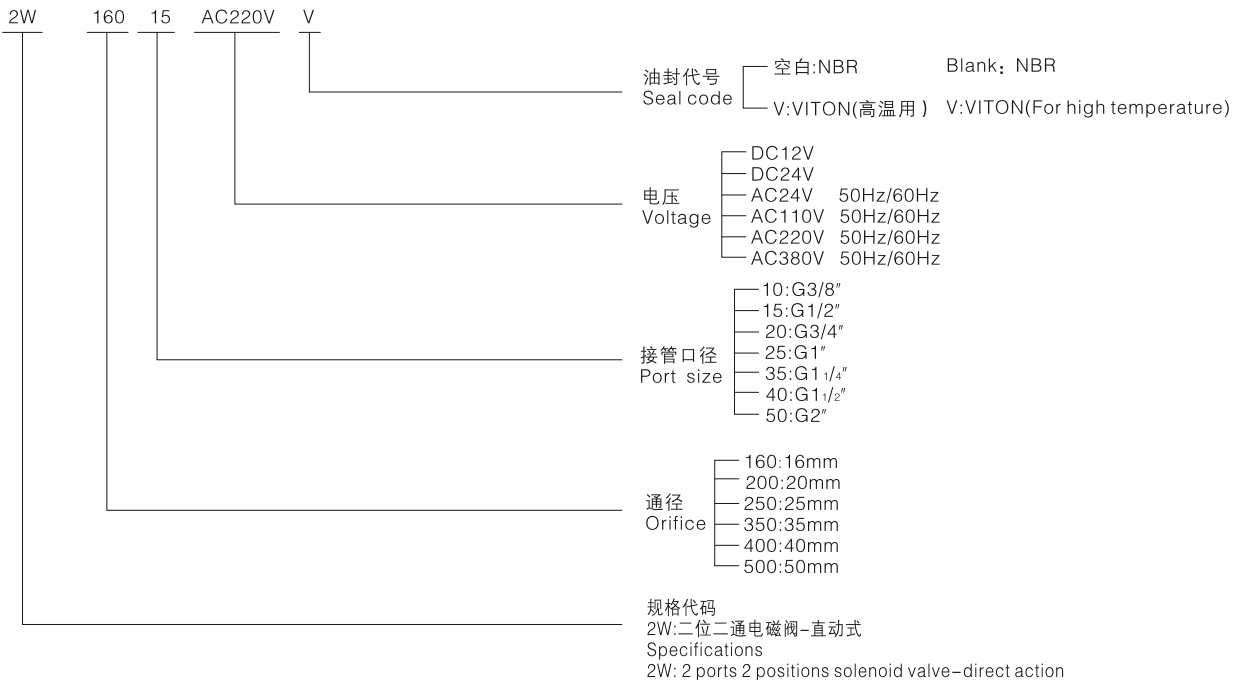 2W 160 15 AC220V V
油封代号
Seal code
空白:NBR Blank: NBR
V:VITON(高温用) V:VITON(For high temperature)
电压
Voltage
DC12V
DC24V
AC24V 50Hz/60Hz
AC110V 50Hz/60Hz
AC220V 50Hz/60Hz
AC380V 50Hz/60Hz
接管口径
Port size
10:G3/8″
15:G1/2″
20:G3/4″
25:G1″
35:G1 1/4″
40:G1 1/2″
50:G2″
通径
Orifice
160:16mm
200:20mm
250:25mm
350:35mm
400:40mm
500:50mm
规格代码
2W:二位二通电磁阀-直动式
Specifications
2W: 2 ports 2 positions solenoid valve-direct action